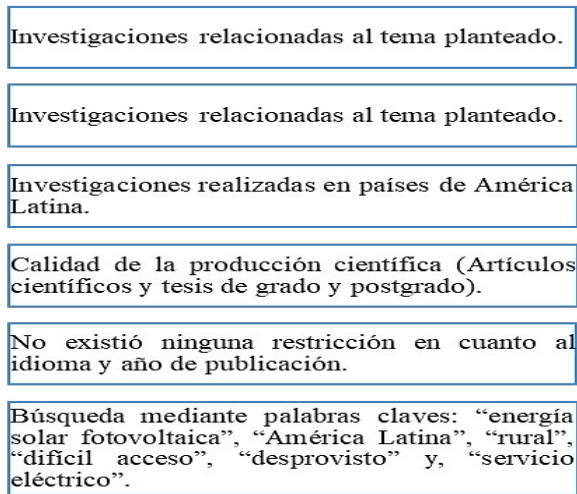 Investigaciones relacionadas al tema planteado.
Investigaciones relacionadas al tema planteado.
Investigaciones realizadas en países de América
Latina.
Calidad de la producción científica (Artículos
científicos y tesis de grado y postgrado).
No existió ninguna restricción en cuanto al
idioma y año de publicación.
Búsqueda mediante palabras claves: “energía
solar fotovoltaica”, “América Latina”, “rural”,
“difícil acceso”, “desprovisto” y, “servicio
eléctrico”.